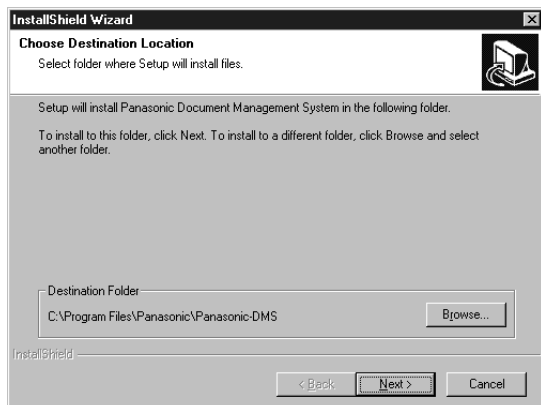 InstallShield Wizard
Choose Destination Location
Select folder where Setup will install files.
Setup will install Panasonic Document Management System in the following folder.
To install to this folder, click Next. To install to a different folder, click Browse and select
another folder.
Destination Folder
C:\Program Files\Panasonic\Panasonic-DMS
Browse...
InstallShield
< Back
Next >
Cancel